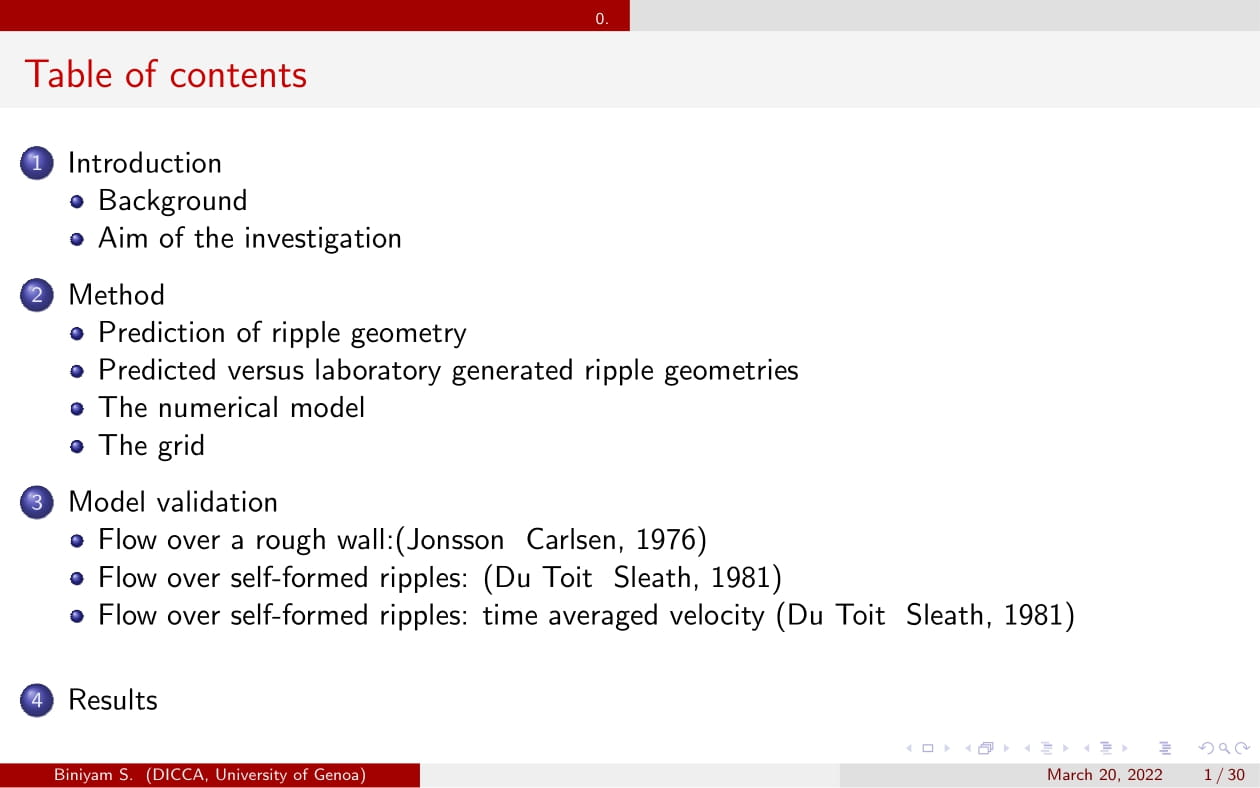 0.
Table of contents
1 Introduction
Background
Aim of the investigation
2 Method
Prediction of ripple geometry
Predicted versus laboratory generated ripple geometries
The numerical model
The grid
3 Model validation
Flow over a rough wall:(Jonsson Carlsen, 1976)
Flow over self-formed ripples: (Du Toit Sleath, 1981)
Flow over self-formed ripples: time averaged velocity (Du Toit Sleath, 1981)
4 Results
Biniyam S. (DICCA, University of Genoa) March 20, 2022 1 / 30